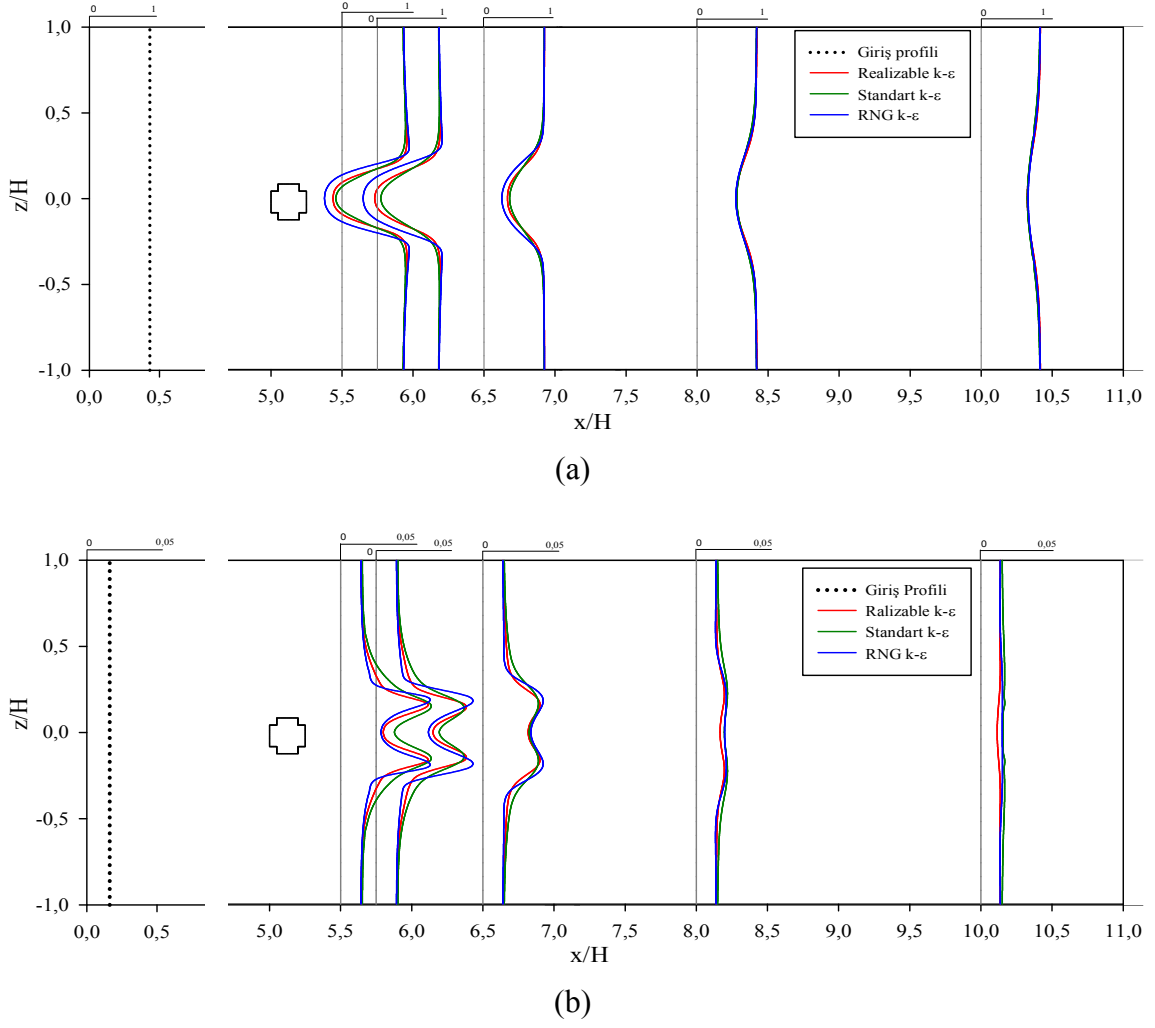 0 1 0 1 0 1 0 1 0 1 0 1
1,0
0,5
0,0
-0,5
-1,0
z/H
Giriş profili
Realizable k-ε
Standart k-ε
RNG k-ε
0,0 0,5 5,0 5,5 6,0 6,5 7,0 7,5 8,0 8,5 9,0 9,5 10,0 10,5 11,0
x/H
(a)
0 0,05 0 0,05 0 0,05 0 0,05 0 0,05 0 0,05
1,0
0,5
0,0
-0,5
-1,0
z/H
Giriş Profili
Ralizable k-ε
Standart k-ε
RNG k-ε
0,0 0,5 5,0 5,5 6,0 6,5 7,0 7,5 8,0 8,5 9,0 9,5 10,0 10,5 11,0
x/H
(b)